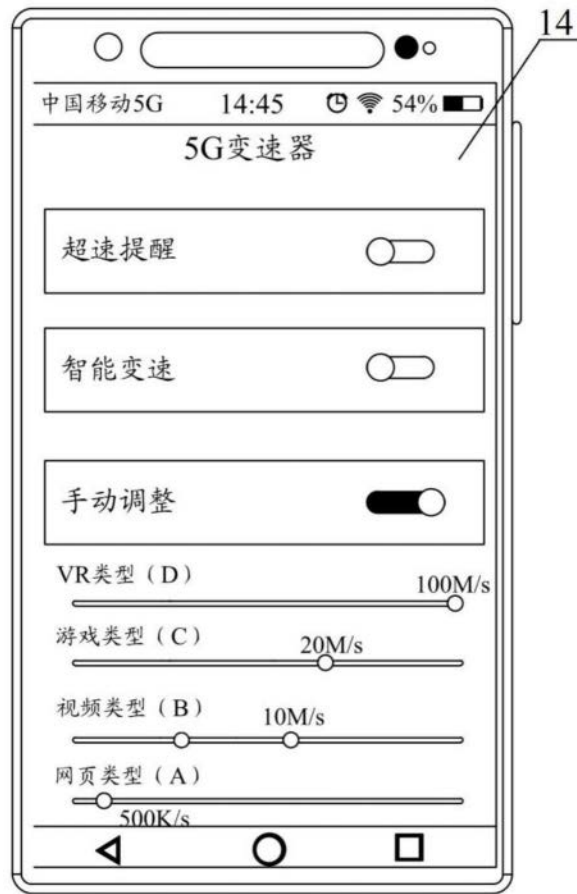 14
中国移动5G 14:45 54%
5G变速器
超速提醒
智能变速
手动调整
VR类型（D）
100M/s
游戏类型（C）
20M/s
视频类型（B）
10M/s
网页类型（A）
500K/s